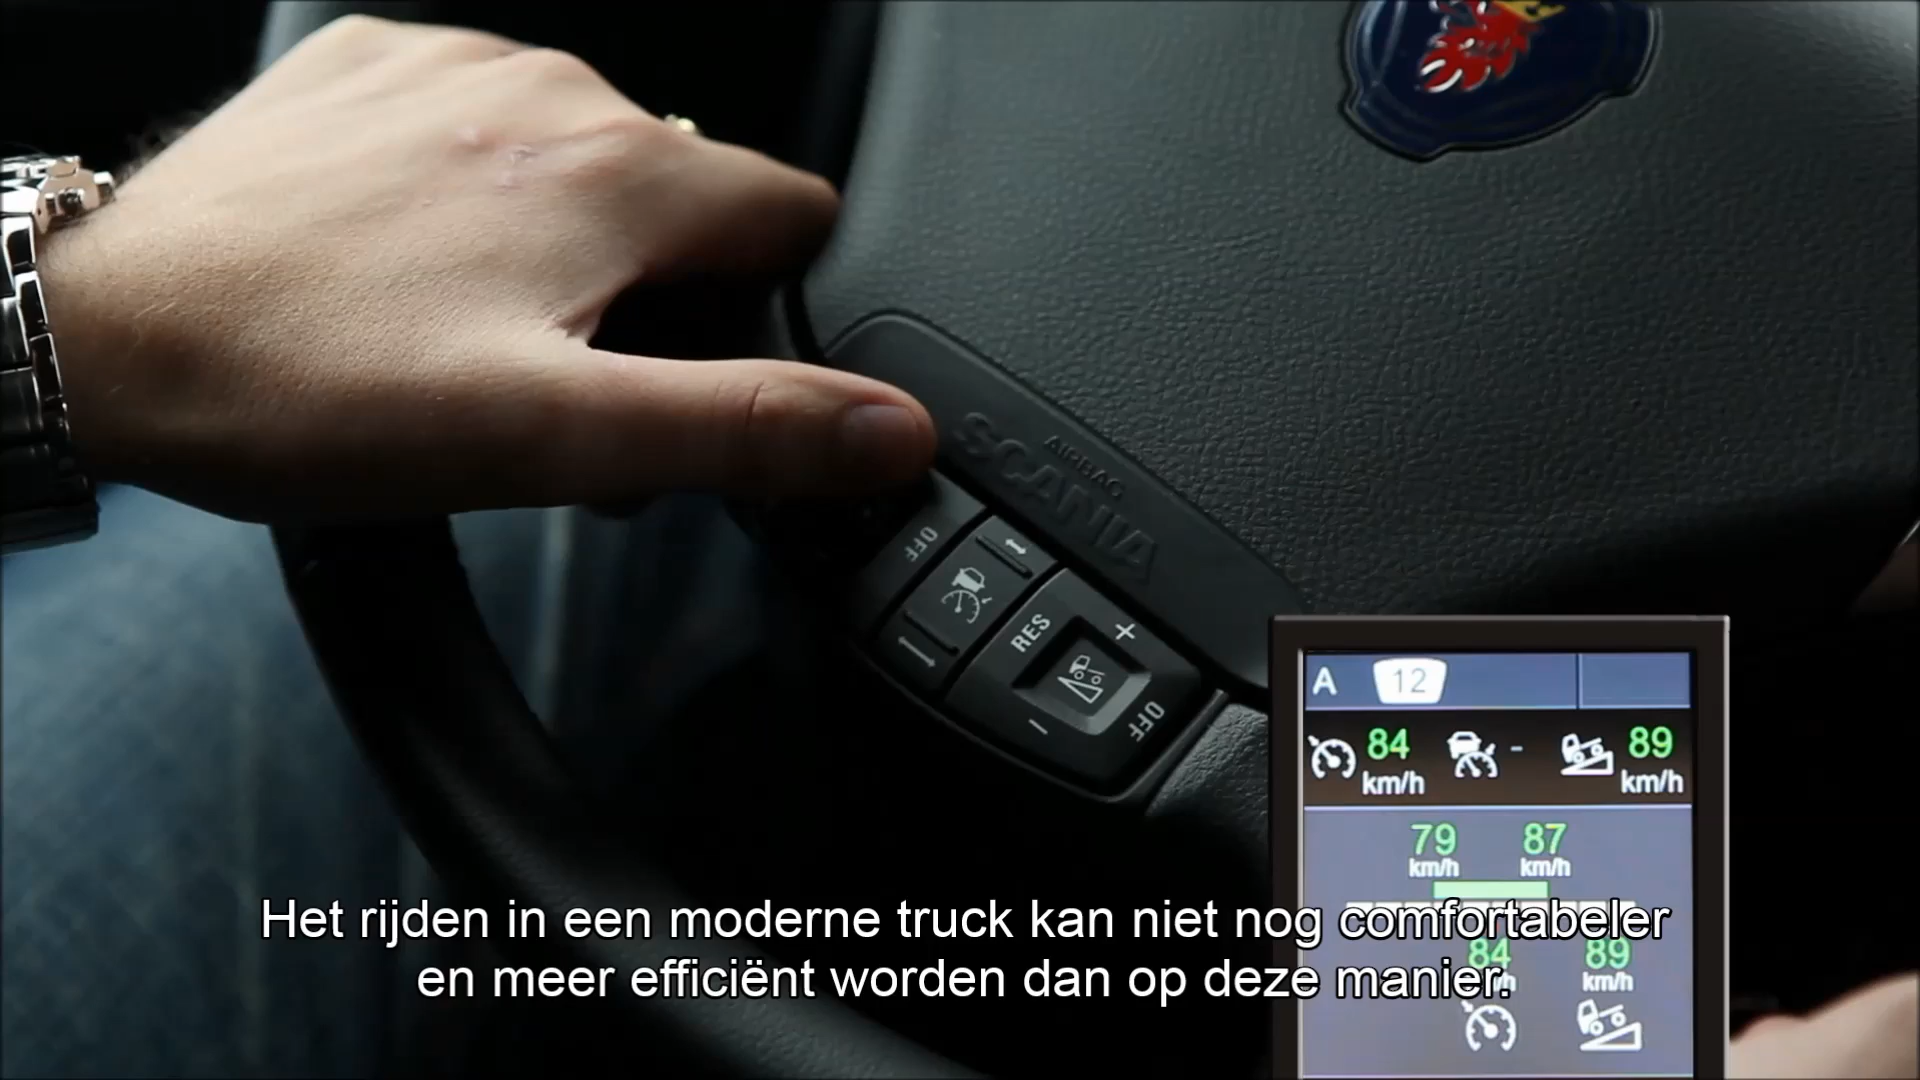 AIRBAG
SCANIA
OFF
RES
+
-
OFF
A 12
84 km/h - 89 km/h
79 km/h 87 km/h
84 km/h 89 km/h
Het rijden in een moderne truck kan niet nog comfortabeler
en meer efficiënt worden dan op deze manier.